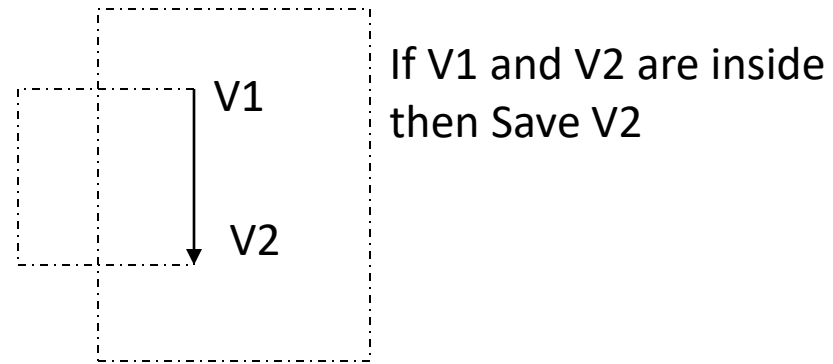 If V1 and V2 are inside
then Save V2
V1
V2